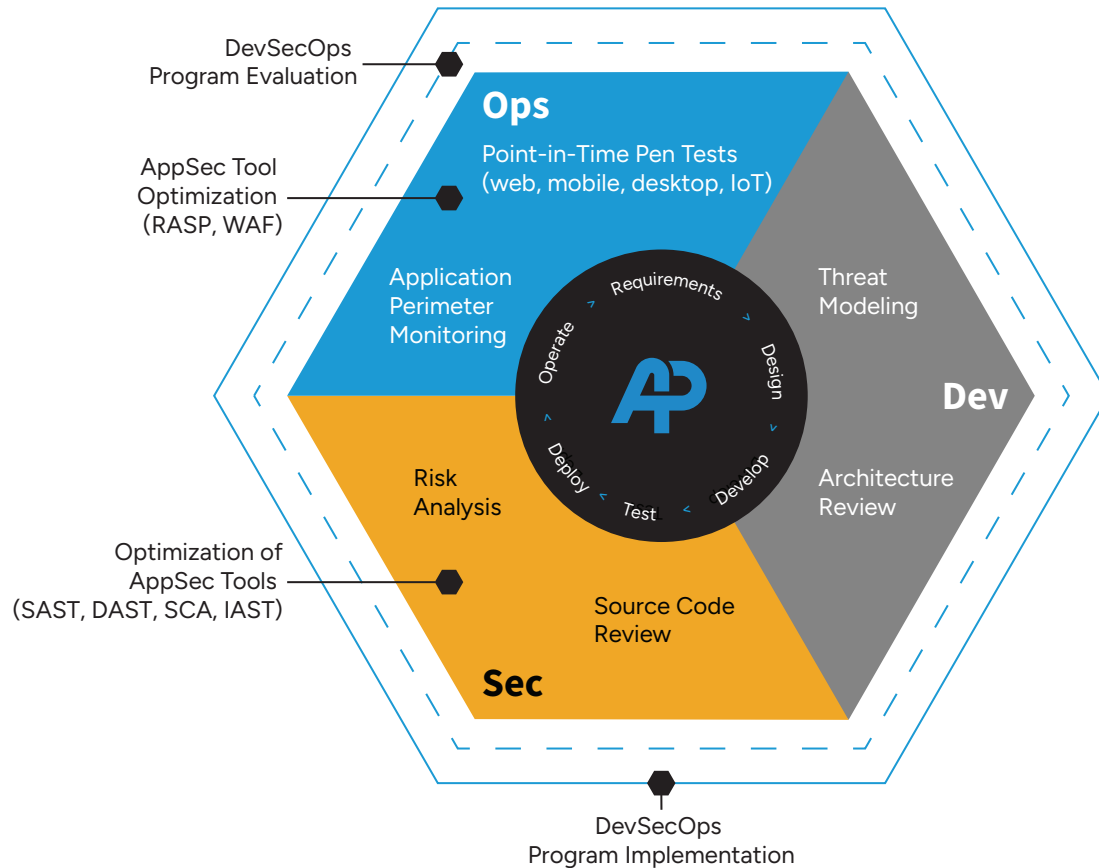 DevSecOps
Program Evaluation
AppSec Tool
Optimization
(RASP, WAF)
Optimization of
AppSec Tools
(SAST, DAST, SCA, IAST)
Ops
Point-in-Time Pen Tests
(web, mobile, desktop, IoT)
Application
Perimeter
Monitoring
Threat
Modeling
Dev
Architecture
Review
Risk
Analysis
Source Code
Review
Sec
Requirements
Design
Develop
Test
Deploy
Operate
AP
DevSecOps
Program Implementation